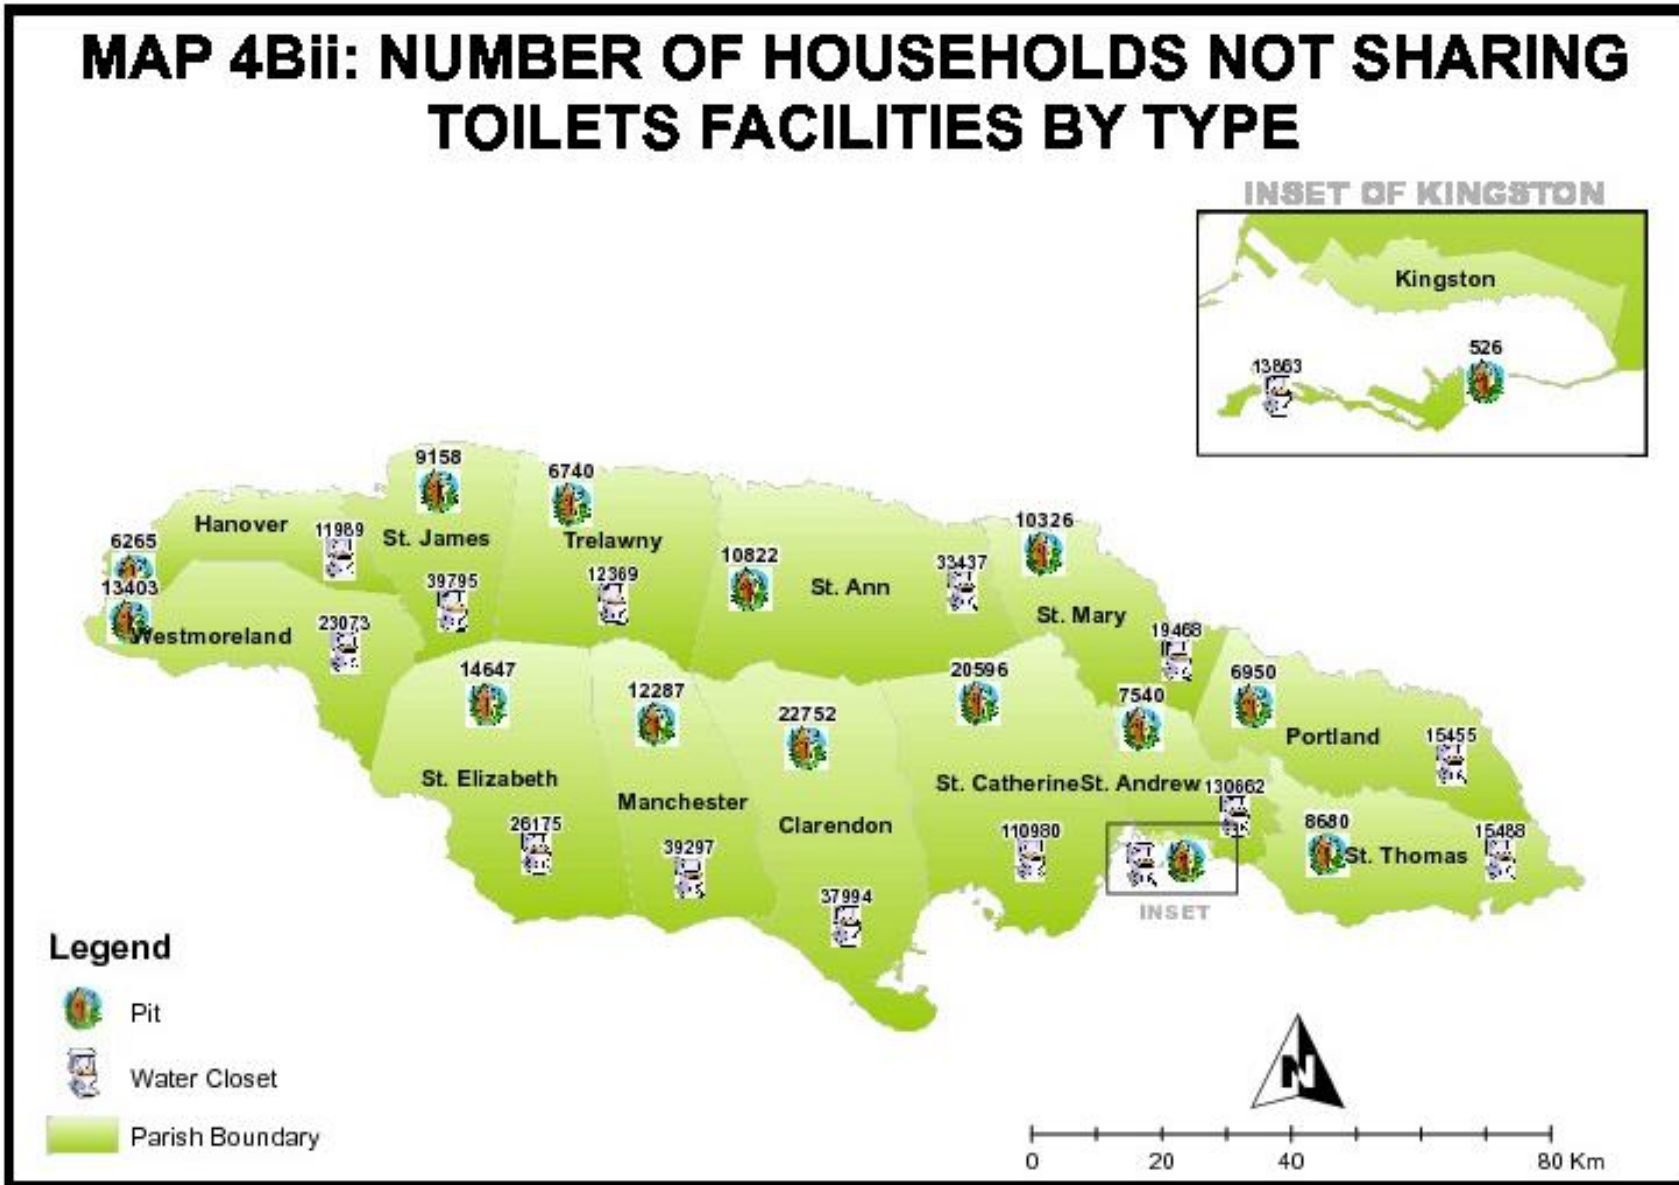 MAP 4Bii: NUMBER OF HOUSEHOLDS NOT SHARING
TOILETS FACILITIES BY TYPE
INSET OF KINGSTON
Kingston
526
13863
9158
6740
Hanover
11989
St. James
Trelawny
10326
6265
13403
10822
St. Ann
33437
39795
12369
St. Mary
Westmoreland
23073
19468
14647
12287
22752
20596
7540
6950
Portland
15455
St. Elizabeth
Manchester
Clarendon
St. Catherine
St. Andrew
130662
26175
39297
37994
110980
8680
St. Thomas
15488
INSET
Legend
Pit
Water Closet
Parish Boundary
N
0 20 40 80 Km